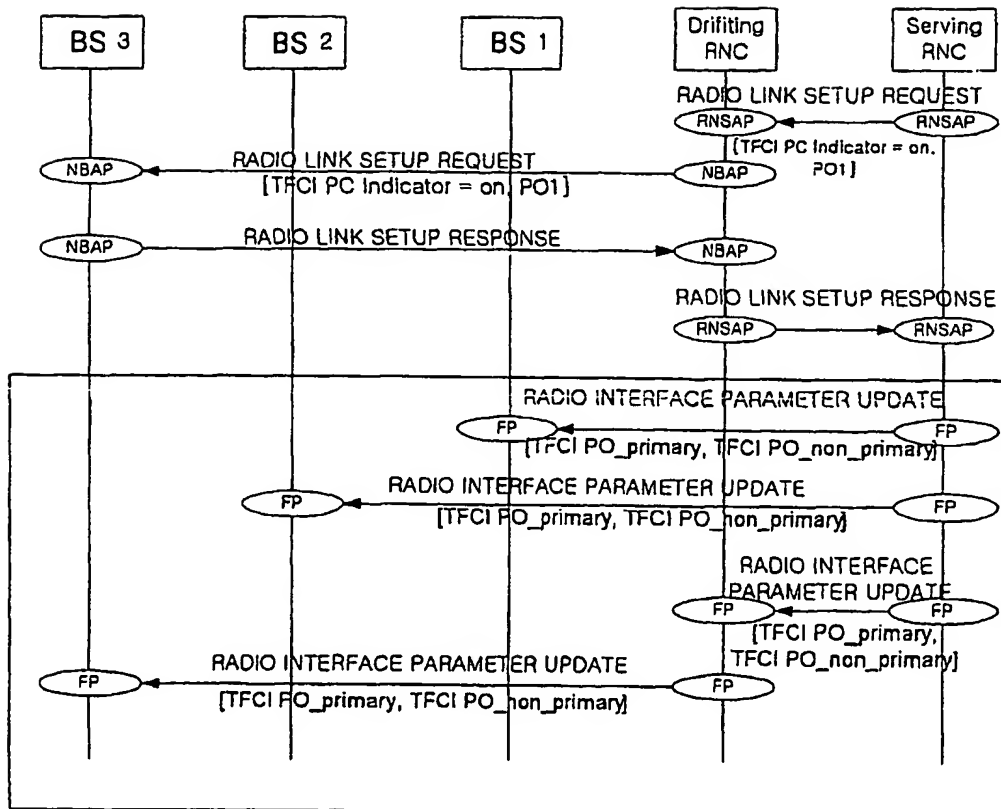 BS 3
BS 2
BS 1
Drifiting
RNC
Serving
RNC
RADIO LINK SETUP REQUEST
RNSAP
RNSAP
[TFCI PC Indicator = on,
PO1]
RADIO LINK SETUP REQUEST
NBAP
NBAP
[TFCI PC Indicator = on, PO1]
RADIO LINK SETUP RESPONSE
NBAP
NBAP
RADIO LINK SETUP RESPONSE
RNSAP
RNSAP
RADIO INTERFACE PARAMETER UPDATE
FP
FP
[TFCI PO_primary, TFCI PO_non_primary]
RADIO INTERFACE PARAMETER UPDATE
FP
FP
[TFCI PO_primary, TFCI PO_non_primary]
RADIO INTERFACE
PARAMETER UPDATE
FP
FP
[TFCI PO_primary,
TFCI PO_non_primary]
RADIO INTERFACE PARAMETER UPDATE
FP
FP
[TFCI PO_primary, TFCI PO_non_primary]